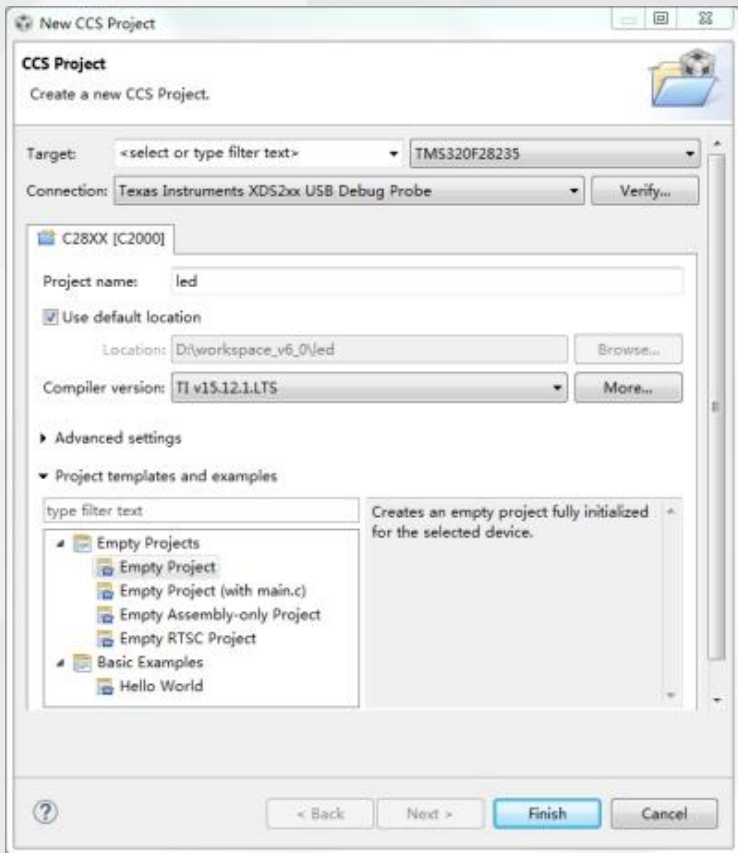 New CCS Project
CCS Project
Create a new CCS Project.
Target: <select or type filter text> TMS320F28235
Connection: Texas Instruments XDS2xx USB Debug Probe Verify...
C28XX [C2000]
Project name: led
Use default location
Location: D:\workspace_v6_0\led Browse...
Compiler version: TI v15.12.1.LTS More...
Advanced settings
Project templates and examples
type filter text
Creates an empty project fully initialized
for the selected device.
Empty Projects
Empty Project
Empty Project (with main.c)
Empty Assembly-only Project
Empty RTSC Project
Basic Examples
Hello World
? < Back Next > Finish Cancel